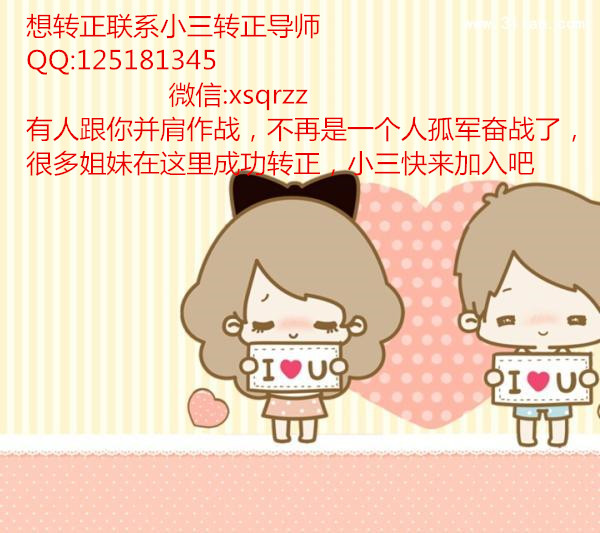 想转正联系小三转正导师
QQ:125181345
微信:xsqrzz
有人跟你并肩作战，不再是一个人孤军奋战了，
很多姐妹在这里成功转正，小三快来加入吧
I ❤ U
I ❤ U